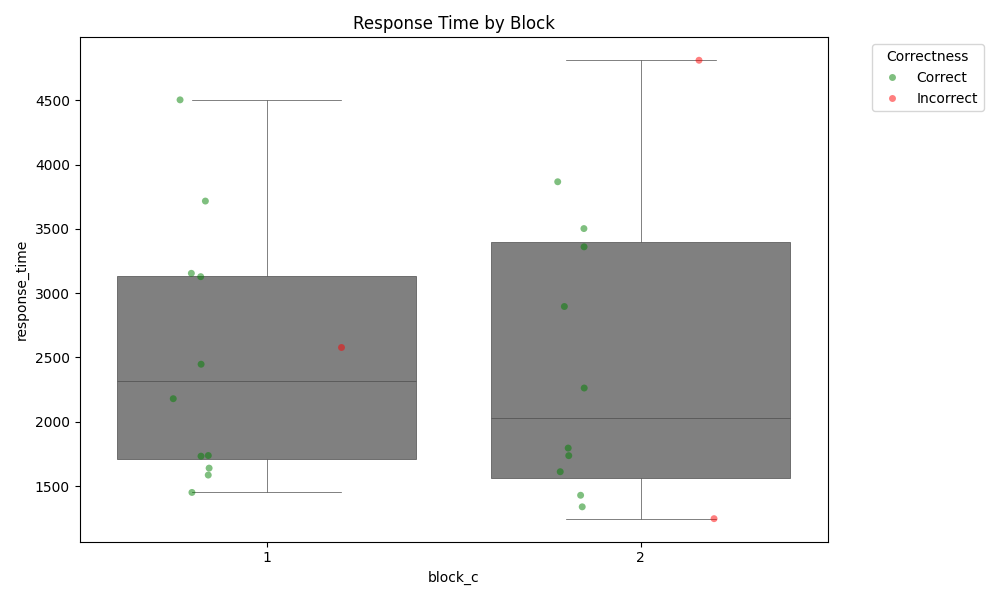 Response Time by Block
Correctness
Correct
Incorrect
4500
4000
3500
3000
2500
2000
1500
response_time
1
2
block_c